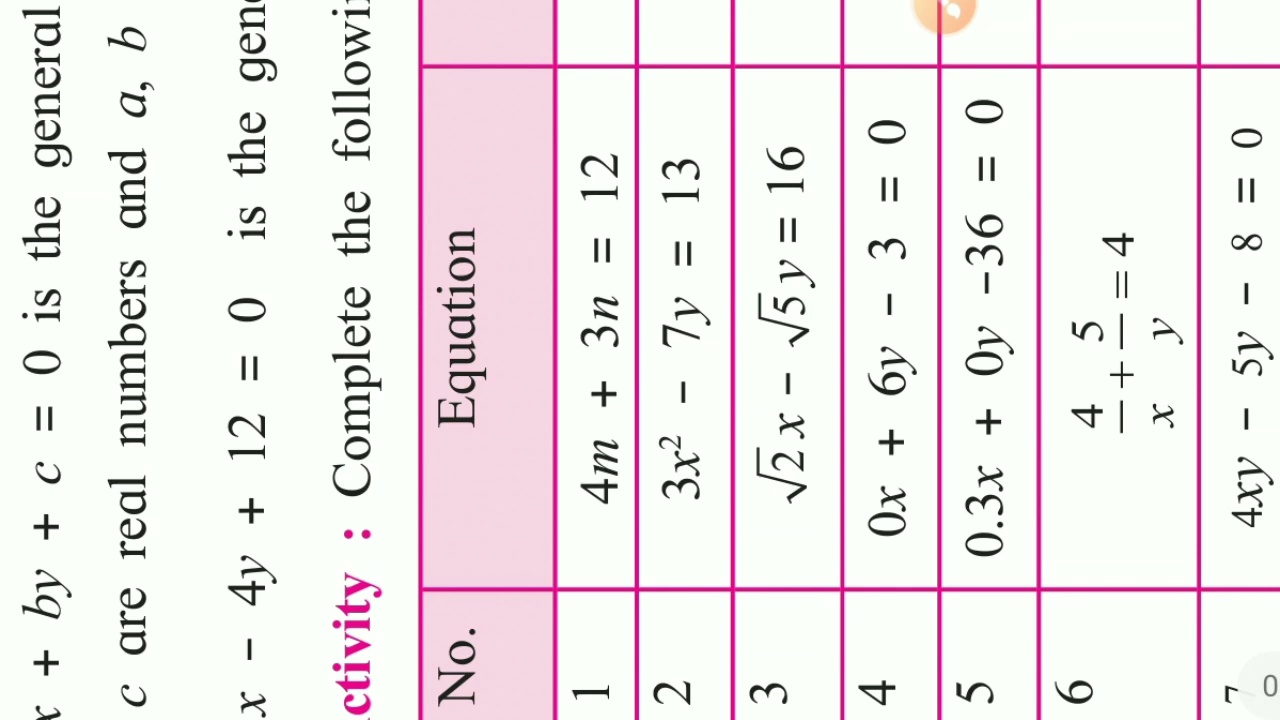 x + by + c = 0 is the general
c are real numbers and a, b
x − 4y + 12 = 0 is the gene
ctivity : Complete the followi
No. Equation
1 4m + 3n = 12
2 3x² − 7y = 13
3 √2x − √5y = 16
4 0x + 6y − 3 = 0
5 0.3x + 0y −36 = 0
6 4/x + 5/y = 4
7 4xy − 5y − 8 = 0
0